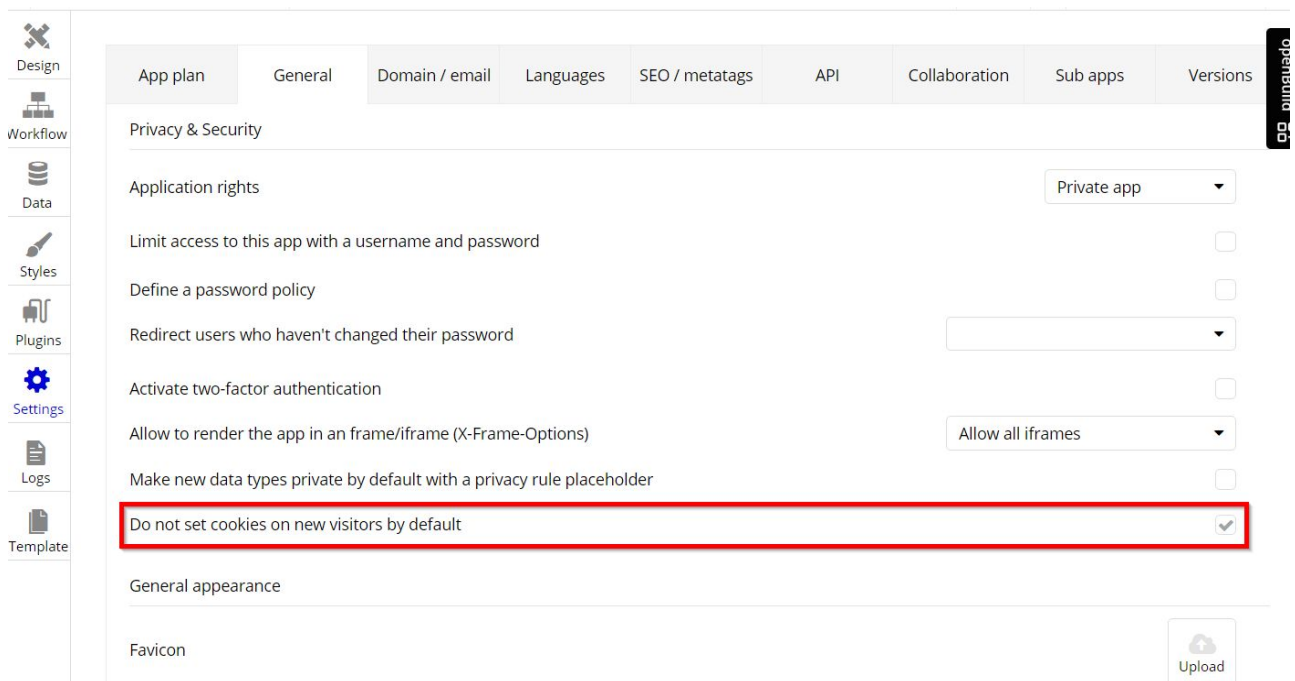 Design
Workflow
Data
Styles
Plugins
Settings
Logs
Template
App plan General Domain / email Languages SEO / metatags API Collaboration Sub apps Versions
Privacy & Security
Application rights Private app
Limit access to this app with a username and password
Define a password policy
Redirect users who haven't changed their password
Activate two-factor authentication
Allow to render the app in an frame/iframe (X-Frame-Options) Allow all iframes
Make new data types private by default with a privacy rule placeholder
Do not set cookies on new visitors by default
General appearance
Favicon
Upload
openBuild